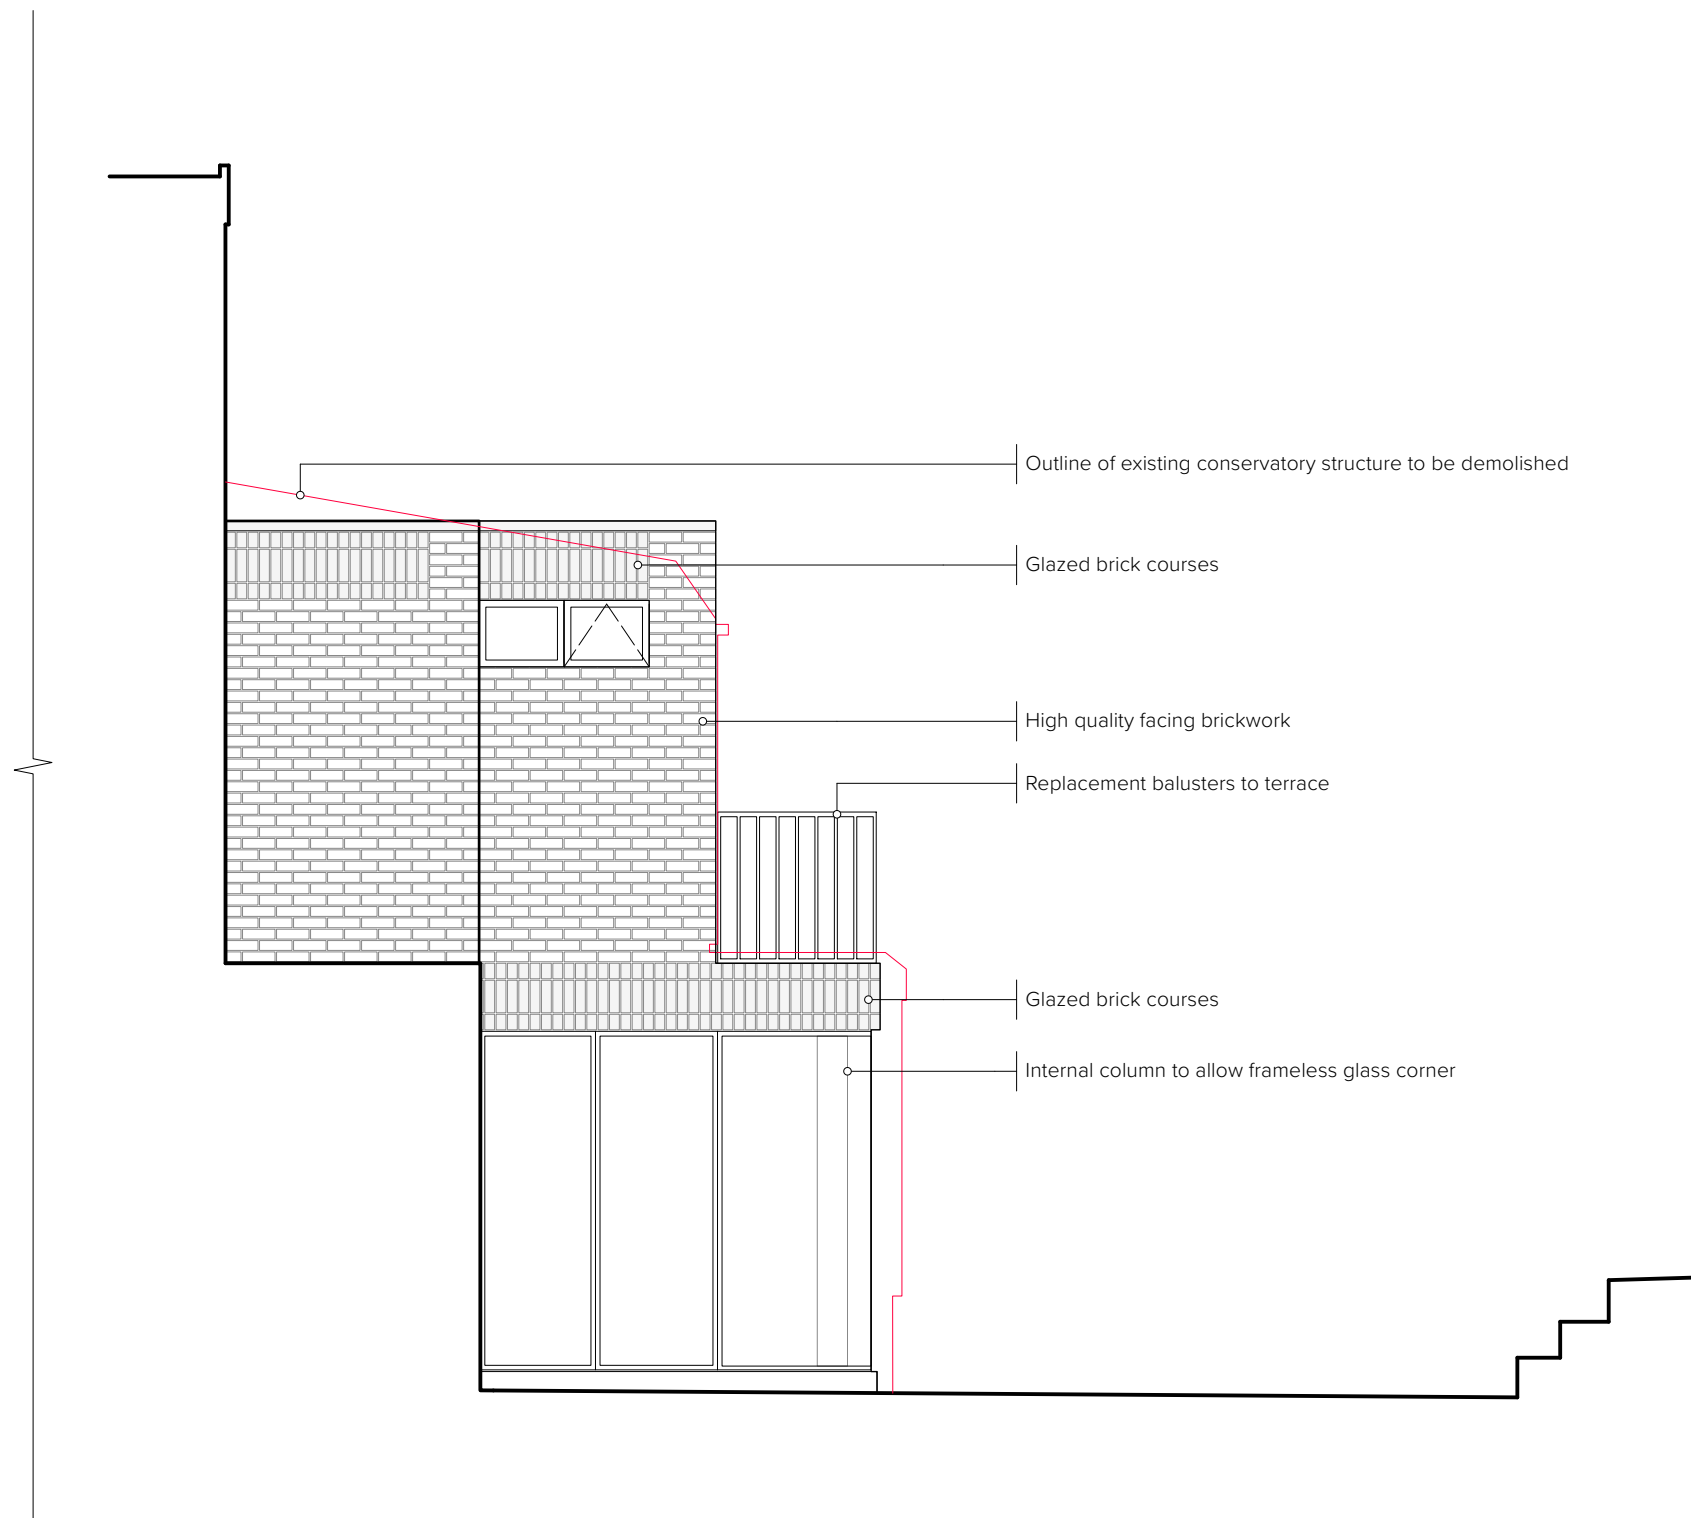 Outline of existing conservatory structure to be demolished
Glazed brick courses
High quality facing brickwork
Replacement balusters to terrace
Glazed brick courses
Internal column to allow frameless glass corner